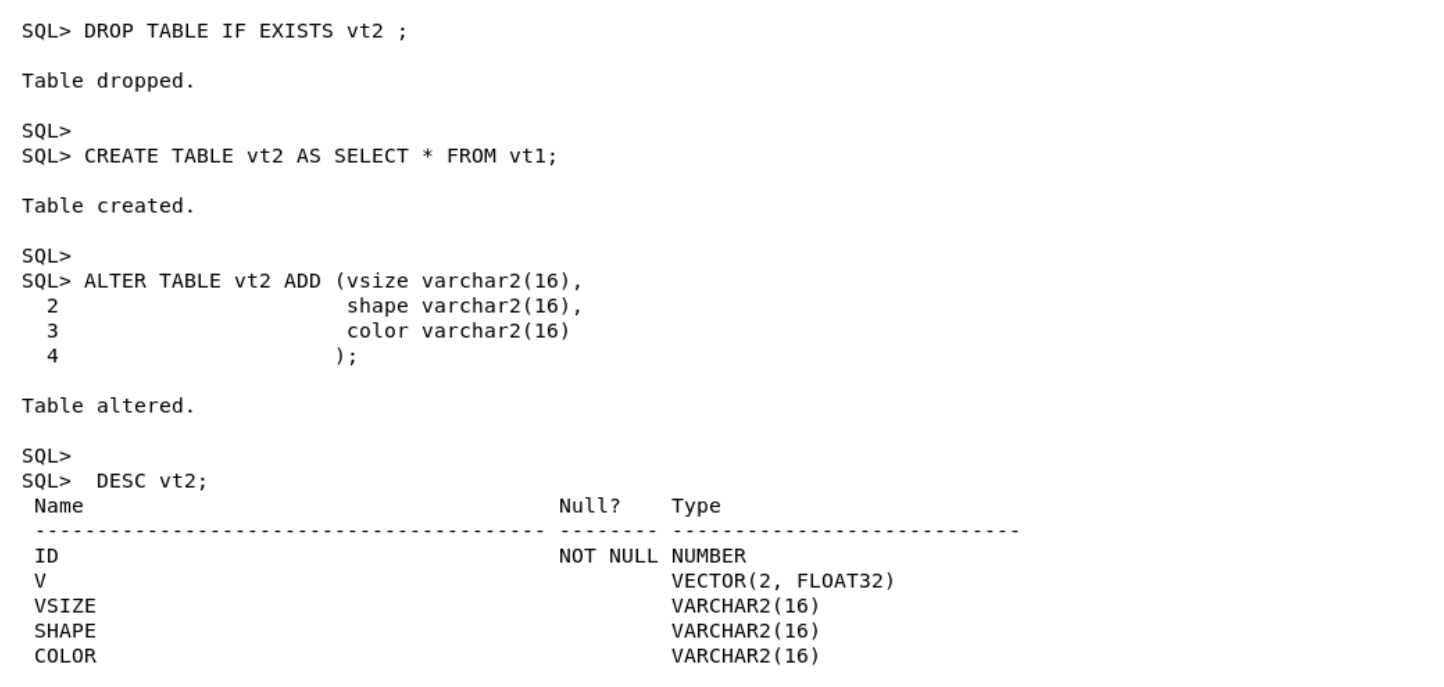 SQL> DROP TABLE IF EXISTS vt2 ;
Table dropped.
SQL>
SQL> CREATE TABLE vt2 AS SELECT * FROM vt1;
Table created.
SQL>
SQL> ALTER TABLE vt2 ADD (vsize varchar2(16),
  2                       shape varchar2(16),
  3                       color varchar2(16)
  4                      );
Table altered.
SQL>
SQL>  DESC vt2;
 Name                                      Null?    Type
 ----------------------------------------- -------- ----------------------------
 ID                                        NOT NULL NUMBER
 V                                                  VECTOR(2, FLOAT32)
 VSIZE                                              VARCHAR2(16)
 SHAPE                                              VARCHAR2(16)
 COLOR                                              VARCHAR2(16)